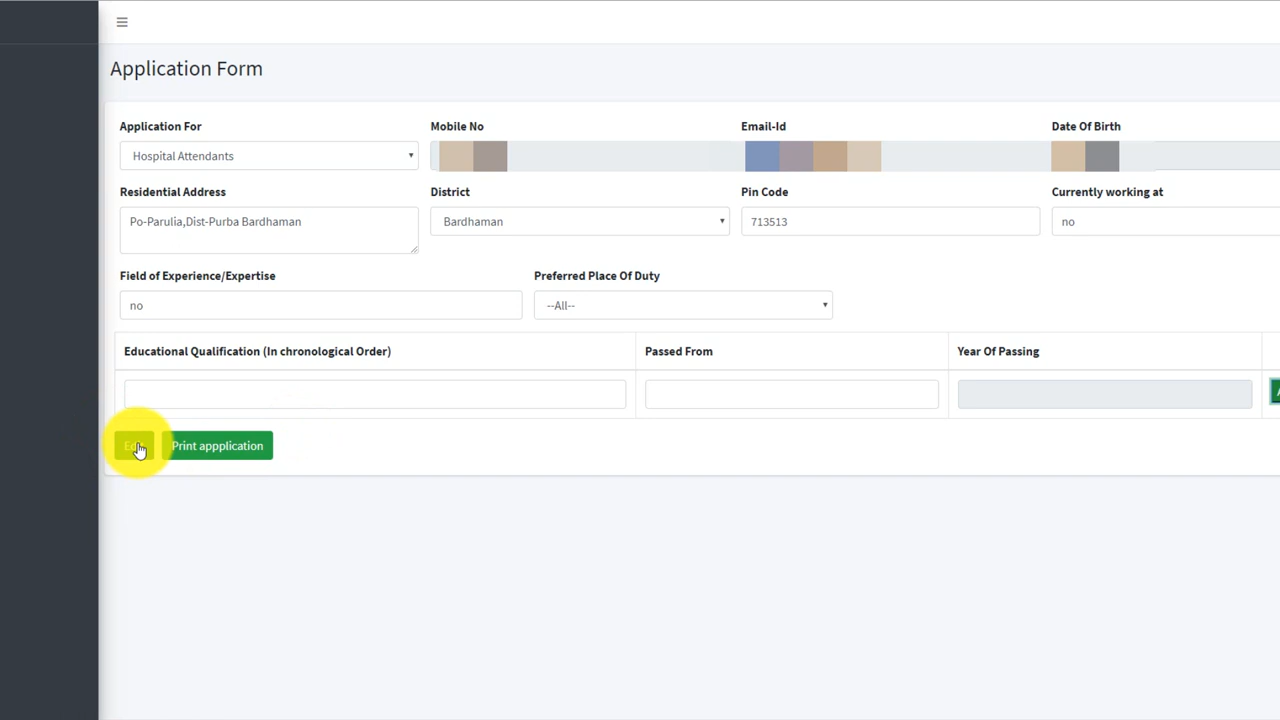 Application Form
Application For Mobile No Email-Id Date Of Birth
Hospital Attendants
Residential Address District Pin Code Currently working at
Po-Parulia,Dist-Purba Bardhaman Bardhaman 713513 no
Field of Experience/Expertise Preferred Place Of Duty
no --All--
Educational Qualification (In chronological Order) Passed From Year Of Passing
Print appplication